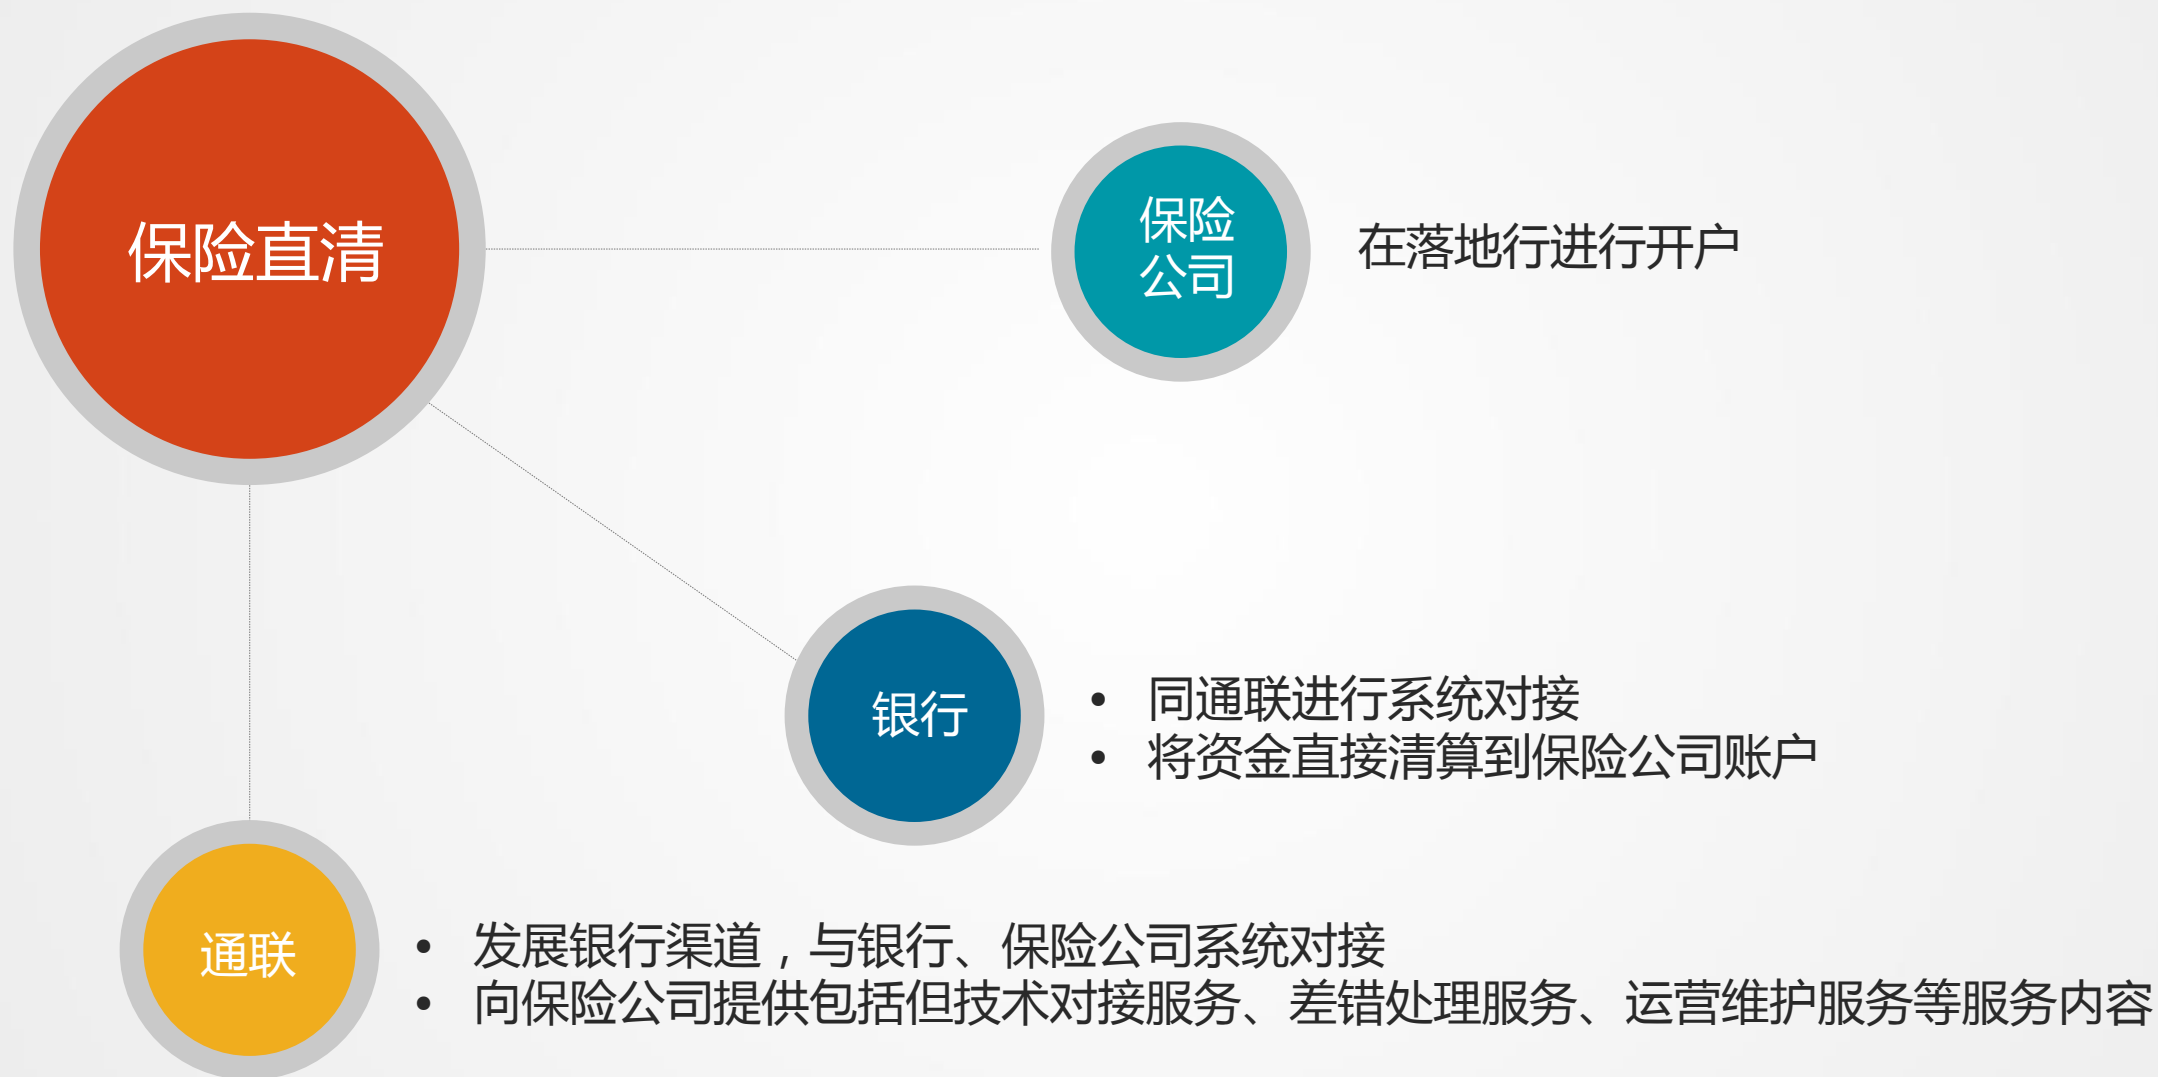 保险直清
保险
公司
在落地行进行开户
银行
• 同通联进行系统对接
• 将资金直接清算到保险公司账户
通联
• 发展银行渠道，与银行、保险公司系统对接
• 向保险公司提供包括但技术对接服务、差错处理服务、运营维护服务等服务内容